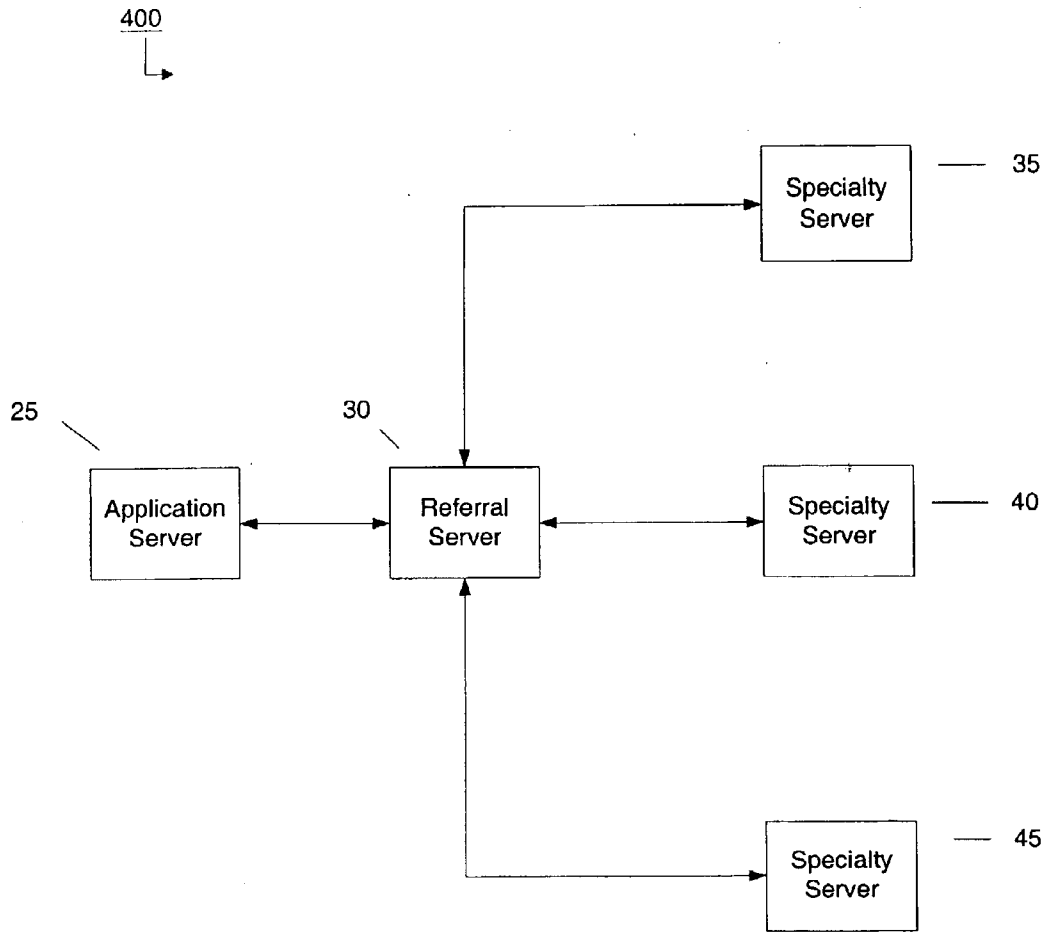 400
Specialty
Server
35
25
30
Application
Server
Referral
Server
Specialty
Server
40
Specialty
Server
45